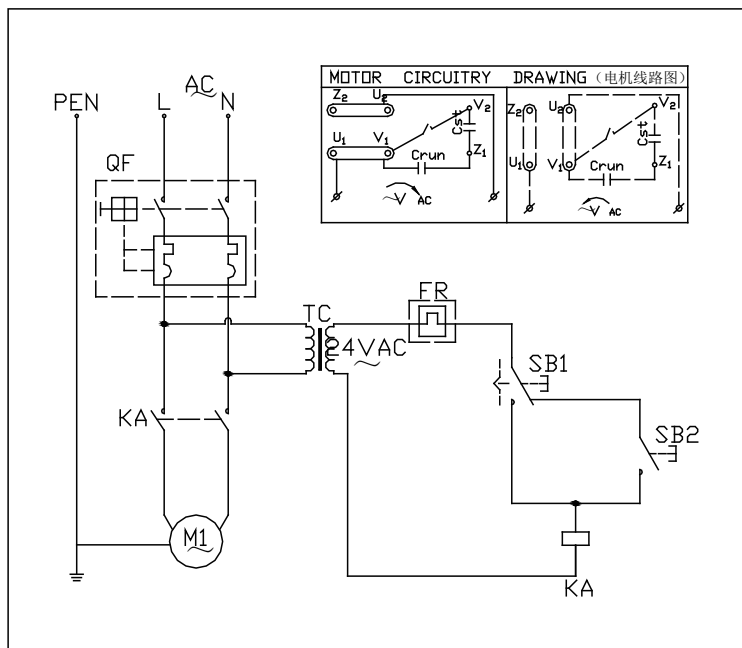 MOTOR CIRCUITRY DRAWING (电机线路图)
Z2 U2
U1 V1
V2
Cst
Z1
Crun
V AC
Z2 U2
U1 V1
V2
Cst
Z1
Crun
V AC
AC
PEN L N
QF
TC
24VAC
FR
SB1
SB2
KA
M1
KA